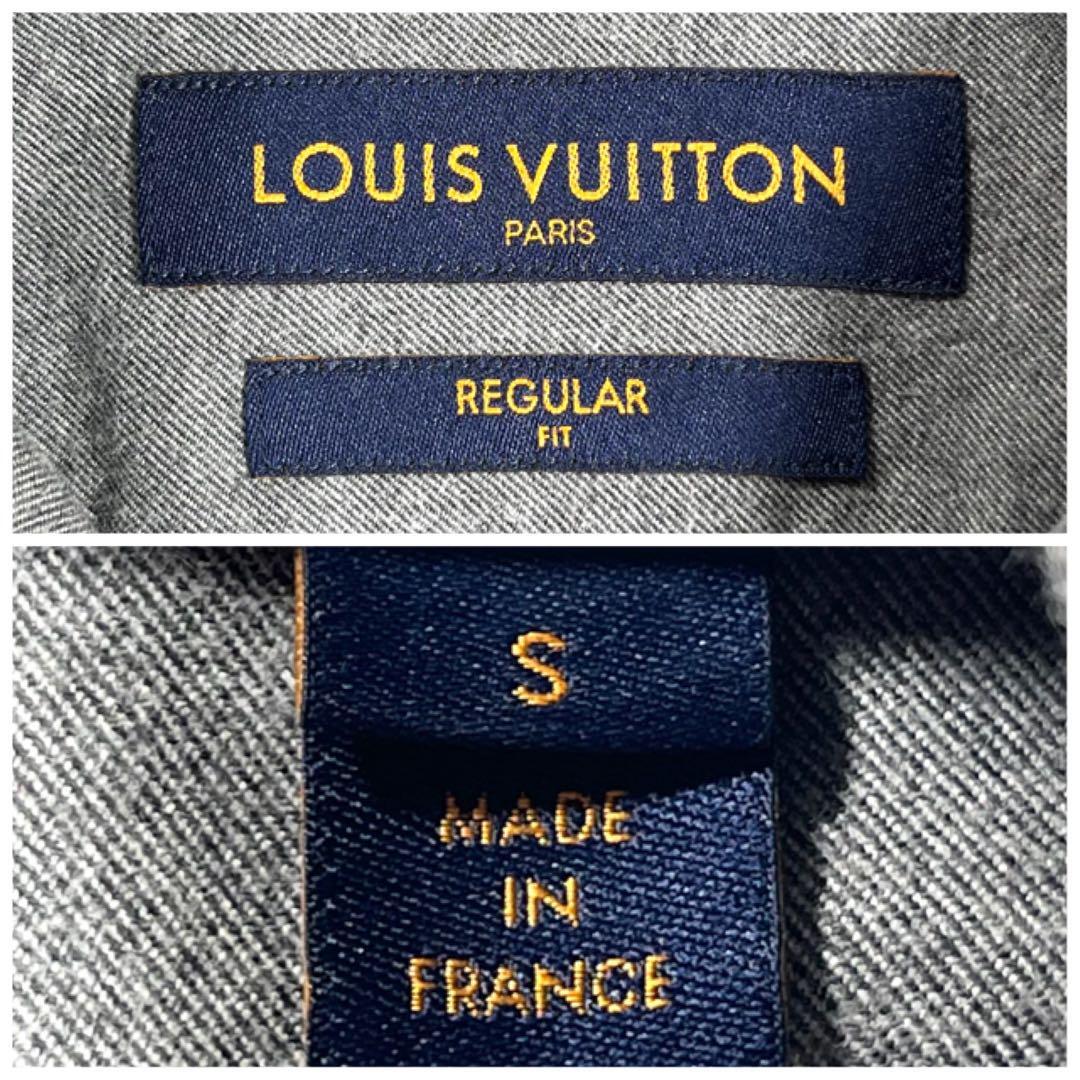 LOUIS VUITTON
PARIS
REGULAR
FIT
S
MADE
IN
FRANCE